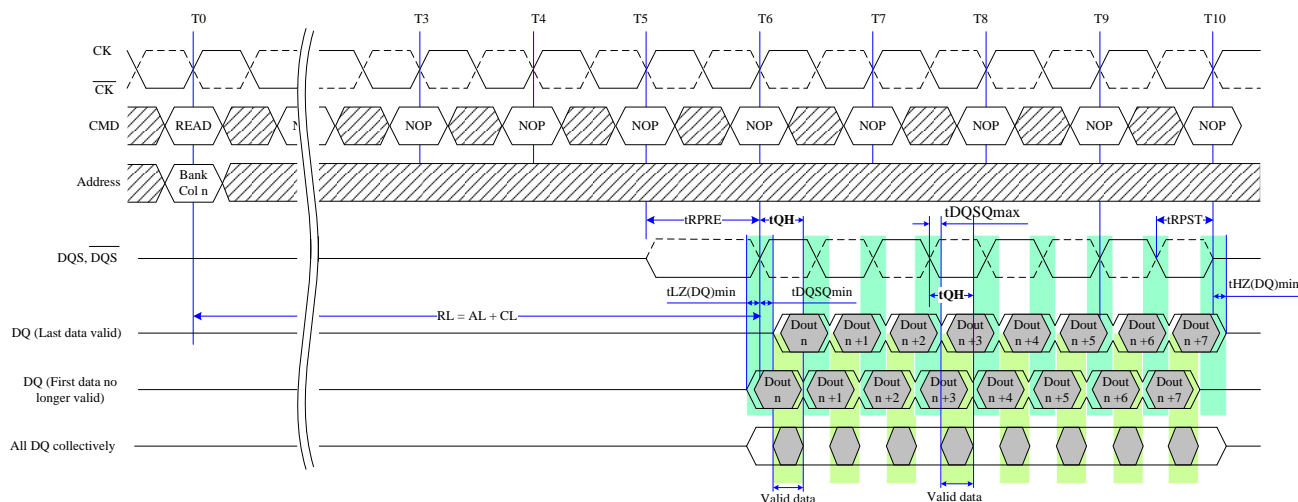 T0 T3 T4 T5 T6 T7 T8 T9 T10
CK
CK
CMD READ NOP NOP NOP NOP NOP NOP NOP NOP
Address Bank
Col n
tRPRE tQH tDQSQmax tRPST
DQS, DQS
tLZ(DQ)min tDQSQmin tQH tHZ(DQ)min
RL = AL + CL
DQ (Last data valid) Dout Dout Dout Dout Dout Dout Dout Dout
n n +1 n +2 n +3 n +4 n +5 n +6 n +7
DQ (First data no Dout Dout Dout Dout Dout Dout Dout Dout
longer valid) n n +1 n +2 n +3 n +4 n +5 n +6 n +7
All DQ collectively
Valid data Valid data